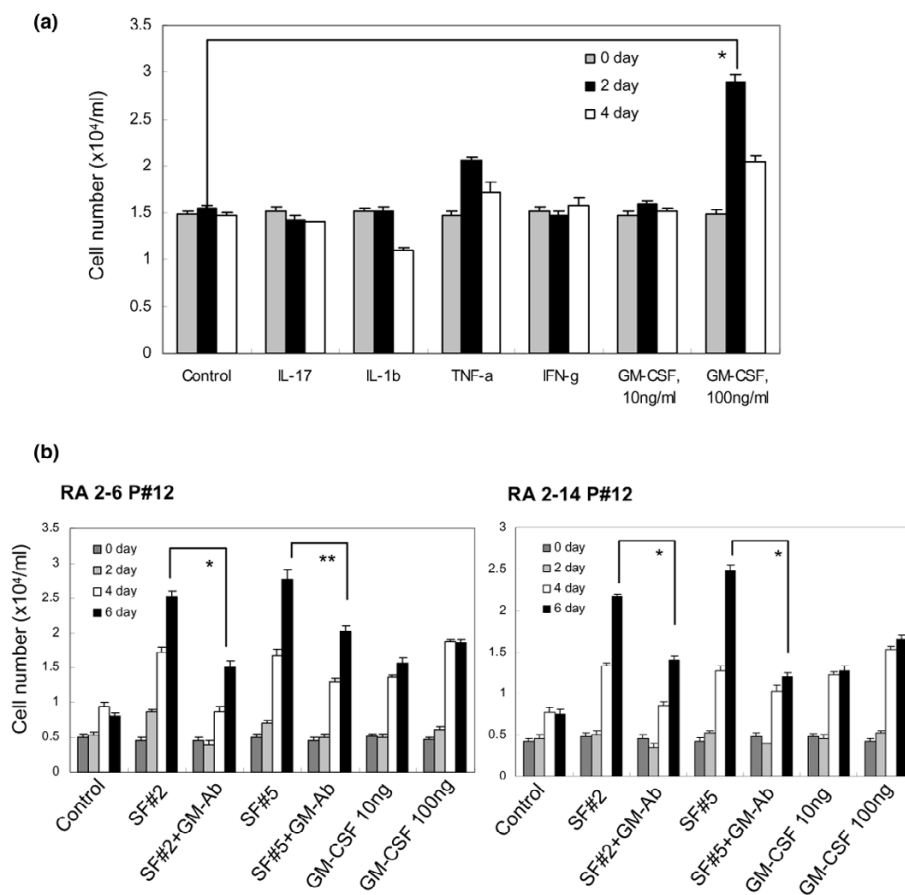 (a)
3.5
3
2.5
2
1.5
1
0.5
0
Cell number (x10⁴/ml)
*
0 day
2 day
4 day
Control IL-17 IL-1b TNF-a IFN-g GM-CSF, 10ng/ml GM-CSF, 100ng/ml
(b)
RA 2-6 P#12
3.5
3
2.5
2
1.5
1
0.5
0
Cell number (x10⁴/ml)
0 day
2 day
4 day
6 day
*
**
Control SF#2 SF#2+GM-Ab SF#5 SF#5+GM-Ab GM-CSF 10ng GM-CSF 100ng
RA 2-14 P#12
3
2.5
2
1.5
1
0.5
0
0 day
2 day
4 day
6 day
*
*
Control SF#2 SF#2+GM-Ab SF#5 SF#5+GM-Ab GM-CSF 10ng GM-CSF 100ng